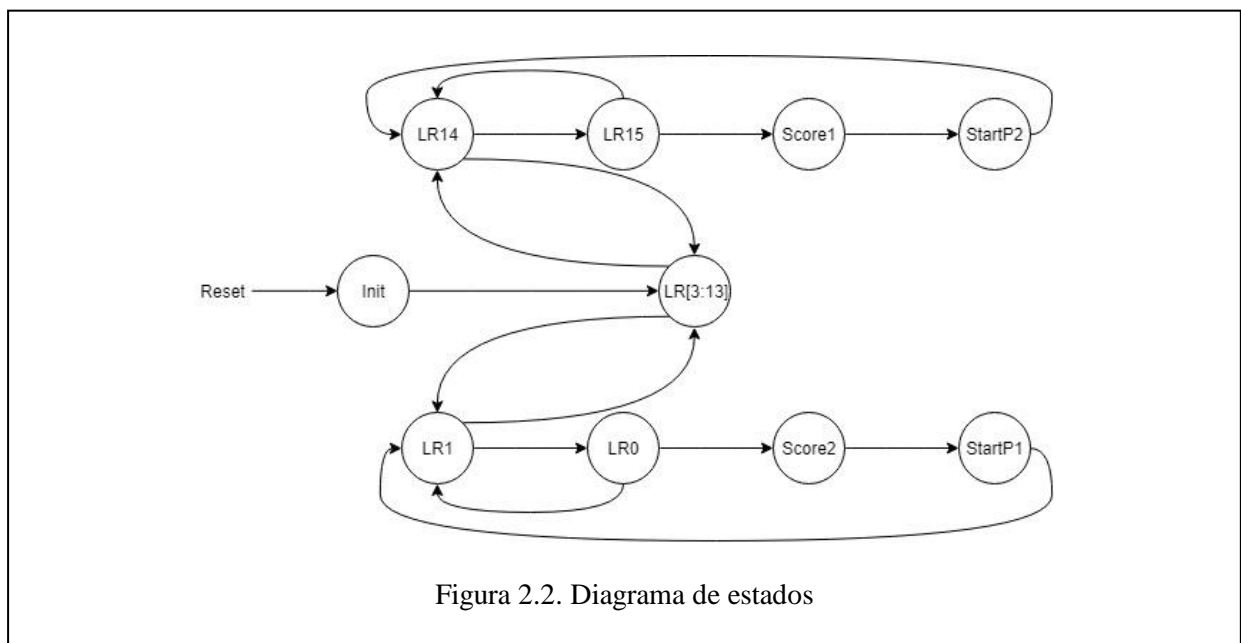 LR14
LR15
Score1
StartP2
Reset
Init
LR[3:13]
LR1
LR0
Score2
StartP1
Figura 2.2. Diagrama de estados